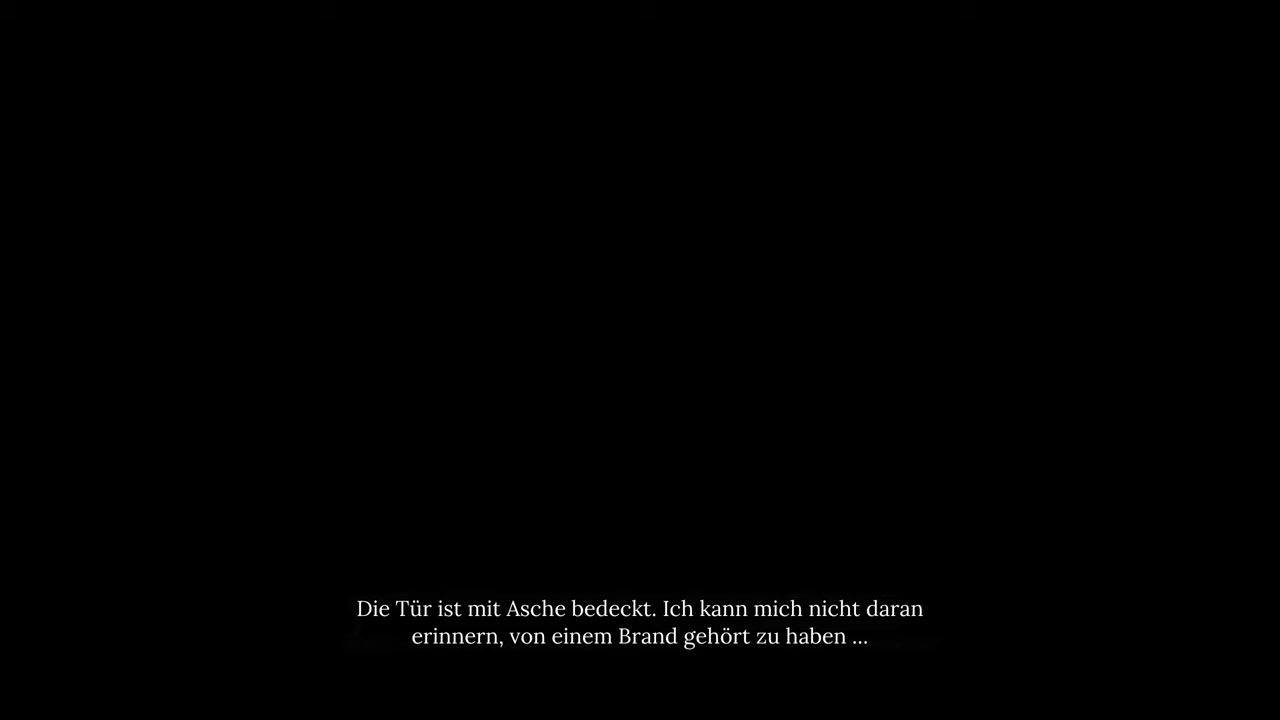 Die Tür ist mit Asche bedeckt. Ich kann mich nicht daran
erinnern, von einem Brand gehört zu haben ...